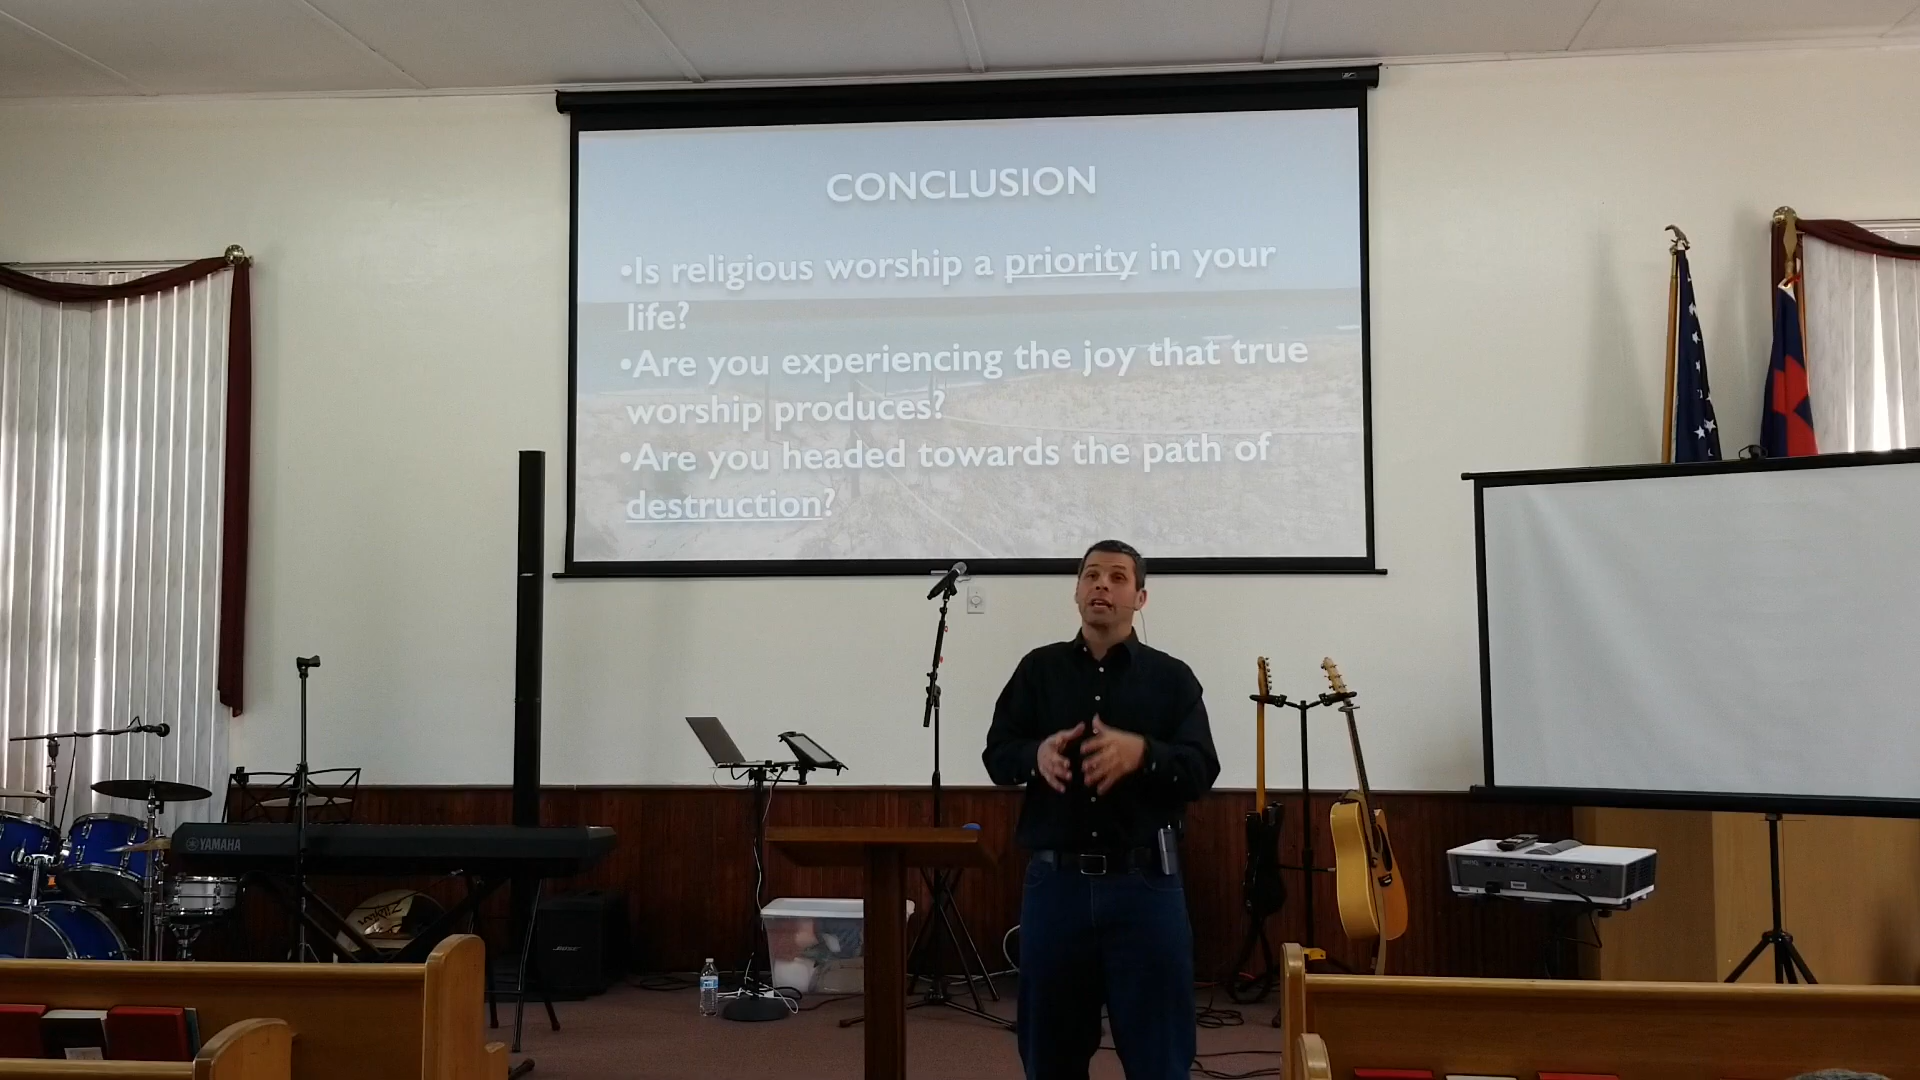 CONCLUSION
•Is religious worship a priority in your
life?
•Are you experiencing the joy that true
worship produces?
•Are you headed towards the path of
destruction?
YAMAHA
BOSE